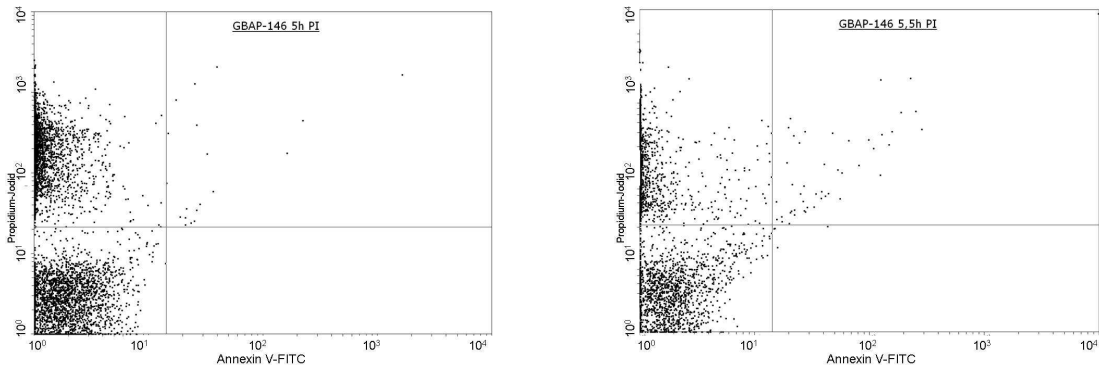 GBAP-146 5h PI
10⁴
10³
10²
10¹
10⁰
Propidium-Jodid
10⁰ 10¹ 10² 10³ 10⁴
Annexin V-FITC
GBAP-146 5,5h PI
10⁴
10³
10²
10¹
10⁰
Propidium-Jodid
10⁰ 10¹ 10² 10³ 10⁴
Annexin V-FITC